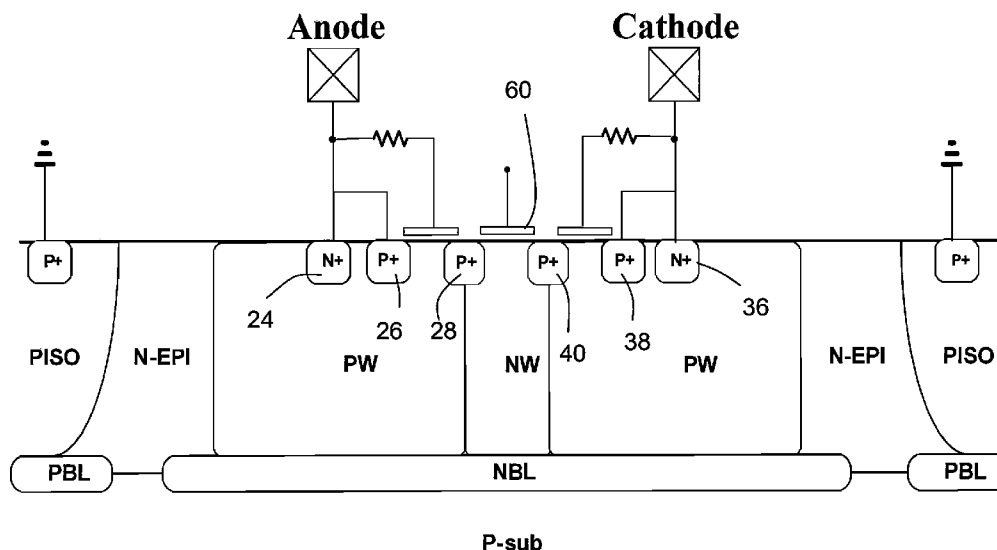 Anode
Cathode
60
P+
N+
P+
P+
P+
P+
N+
P+
24
26
28
40
38
36
PISO
N-EPI
PW
NW
PW
N-EPI
PISO
PBL
NBL
PBL
P-sub